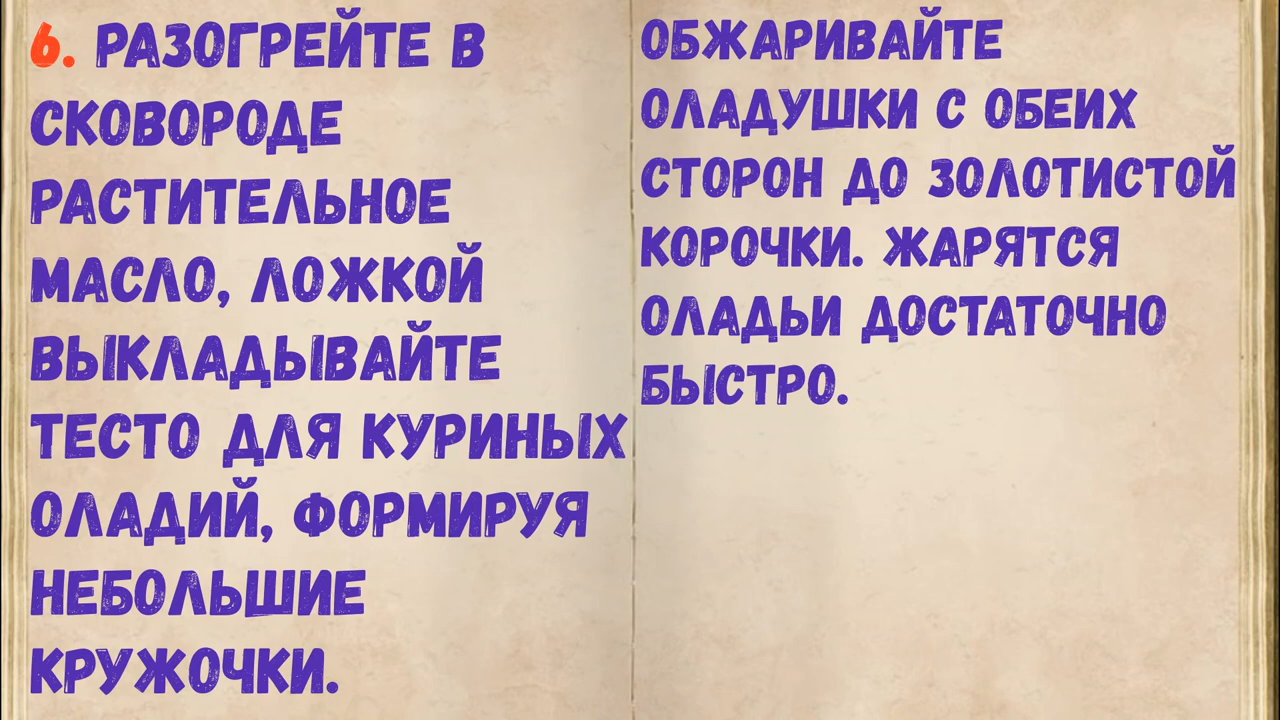 6. РАЗОГРЕЙТЕ В
СКОВОРОДЕ
РАСТИТЕЛЬНОЕ
МАСЛО, ЛОЖКОЙ
ВЫКЛАДЫВАЙТЕ
ТЕСТО ДЛЯ КУРИНЫХ
ОЛАДИЙ, ФОРМИРУЯ
НЕБОЛЬШИЕ
КРУЖОЧКИ.
ОБЖАРИВАЙТЕ
ОЛАДУШКИ С ОБЕИХ
СТОРОН ДО ЗОЛОТИСТОЙ
КОРОЧКИ. ЖАРЯТСЯ
ОЛАДЬИ ДОСТАТОЧНО
БЫСТРО.